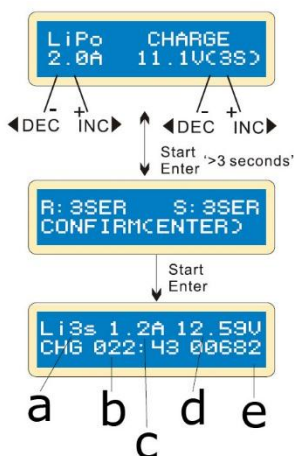 LiPo CHARGE
2.0A 11.1V(3S)
- + - +
◀DEC INC▶ ◀DEC INC▶
Start
Enter '>3 seconds'
R:3SER S:3SER
CONFIRM(ENTER)
Start
Enter
Li3s 1.2A 12.59V
CHG 022:43 00682
a b c d e